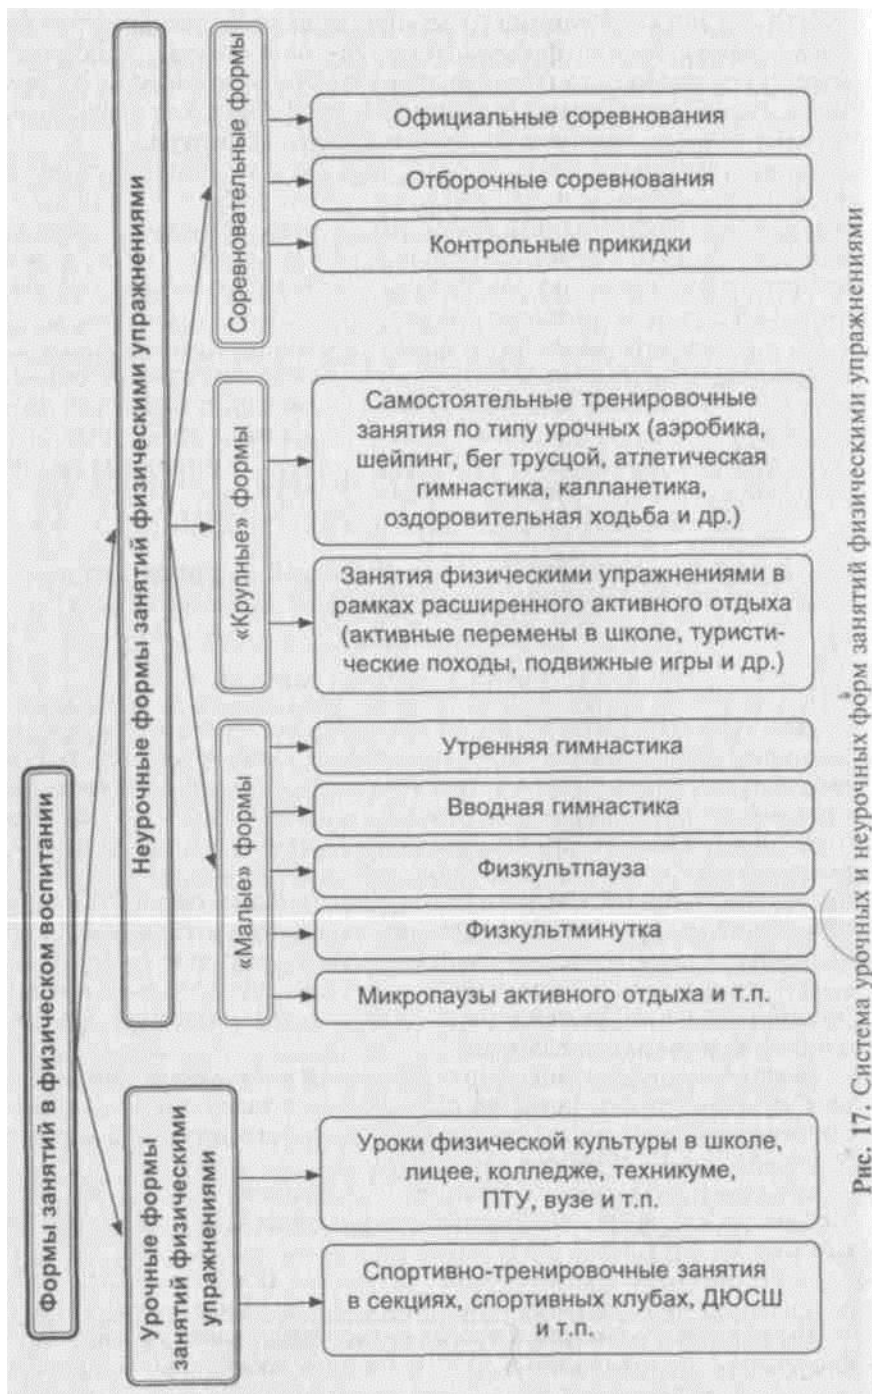 Формы занятий в физическом воспитании
Урочные формы
занятий физическими
упражнениями
Уроки физической культуры в школе,
лицее, колледже, техникуме,
ПТУ, вузе и т.п.
Спортивно-тренировочные занятия
в секциях, спортивных клубах, ДЮСШ
и т.п.
Неурочные формы занятий физическими упражнениями
«Малые» формы
Утренняя гимнастика
Вводная гимнастика
Физкультпауза
Физкультминутка
Микропаузы активного отдыха и т.п.
«Крупные» формы
Самостоятельные тренировочные
занятия по типу урочных (аэробика,
шейпинг, бег трусцой, атлетическая
гимнастика, калланетика,
оздоровительная ходьба и др.)
Занятия физическими упражнениями в
рамках расширенного активного отдыха
(активные перемены в школе, туристи-
ческие походы, подвижные игры и др.)
Соревновательные формы
Официальные соревнования
Отборочные соревнования
Контрольные прикидки
Рис. 17. Система урочных и неурочных форм занятий физическими упражнениями